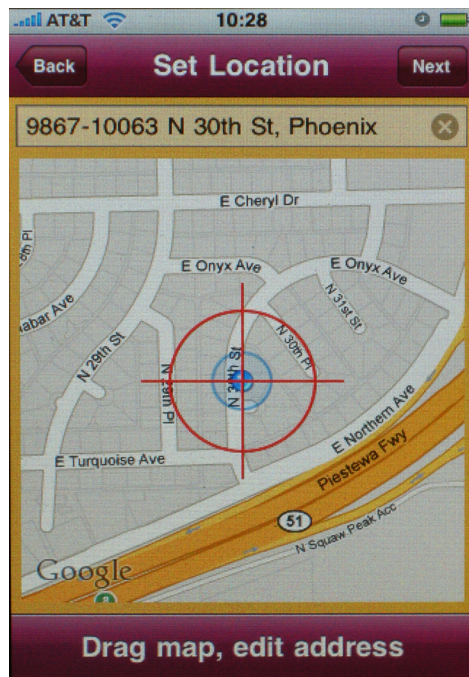 AT&T 10:28
Back Set Location Next
9867-10063 N 30th St, Phoenix
E Cheryl Dr
E Onyx Ave
E Onyx Ave
N 31st St
N 30th Pl
N 29th St
N 29th Pl
N 30th St
E Turquoise Ave
E Northern Ave
Piestewa Fwy
51
N Squaw Peak Acc
Google
Drag map, edit address